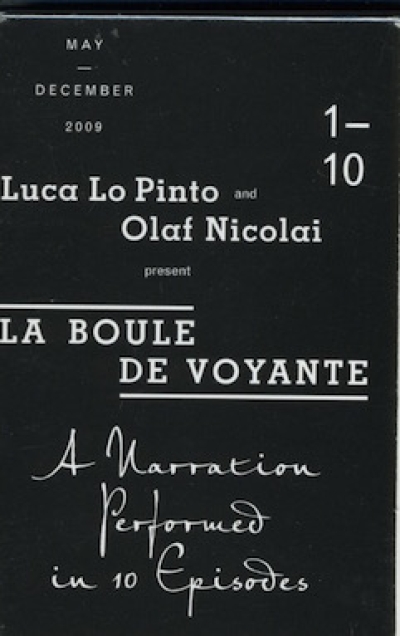 MAY
—
DECEMBER
2009
1–
10
Luca Lo Pinto and
Olaf Nicolai
present
LA BOULE
DE VOYANTE
A Narration
Performed
in 10 Episodes